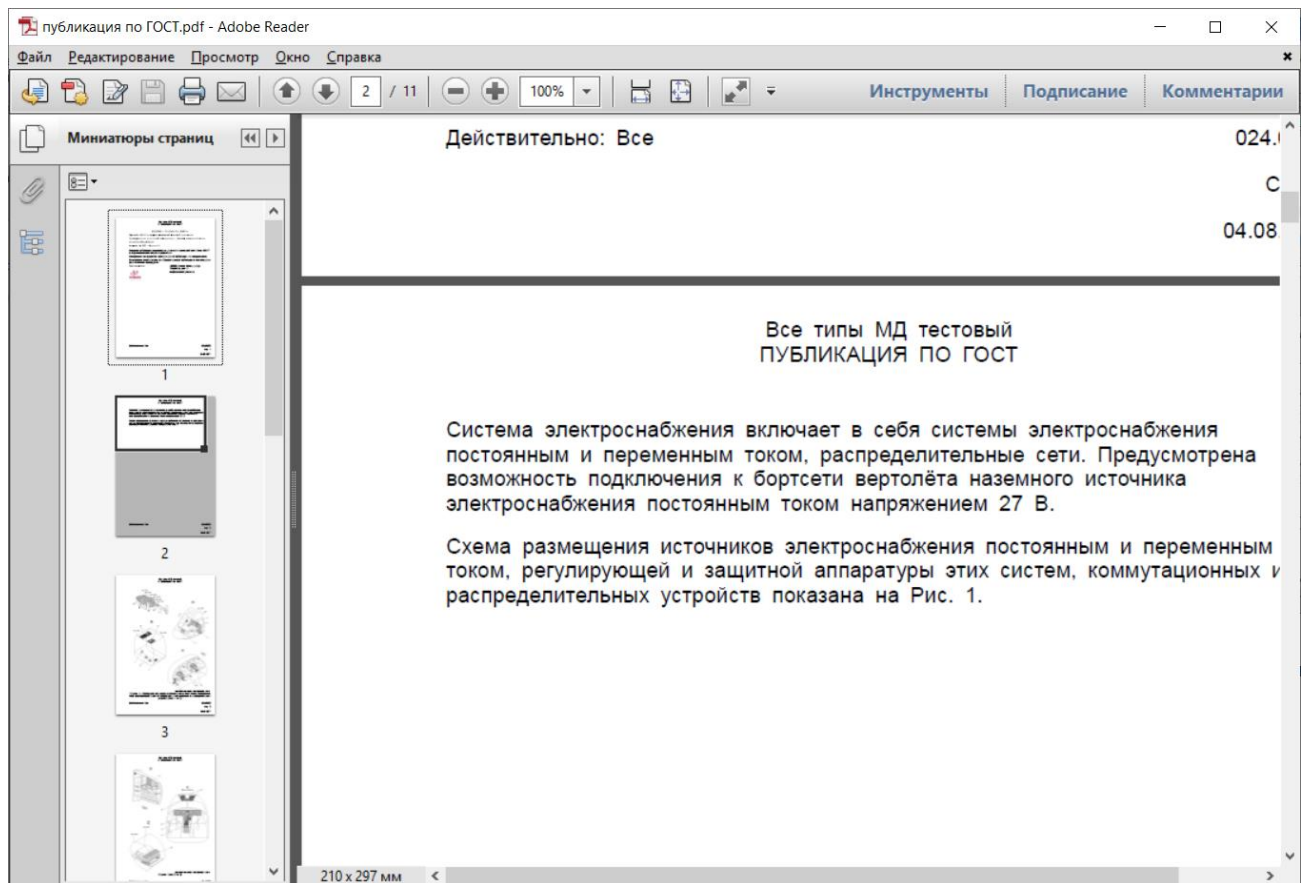 публикация по ГОСТ.pdf - Adobe Reader
Файл Редактирование Просмотр Окно Справка
2 / 11 100% Инструменты Подписание Комментарии
Миниатюры страниц
1
2
3
Действительно: Все 024.
С
04.08.
Все типы МД тестовый
ПУБЛИКАЦИЯ ПО ГОСТ
Система электроснабжения включает в себя системы электроснабжения
постоянным и переменным током, распределительные сети. Предусмотрена
возможность подключения к бортсети вертолёта наземного источника
электроснабжения постоянным током напряжением 27 В.
Схема размещения источников электроснабжения постоянным и переменным
током, регулирующей и защитной аппаратуры этих систем, коммутационных и
распределительных устройств показана на Рис. 1.
210 x 297 мм